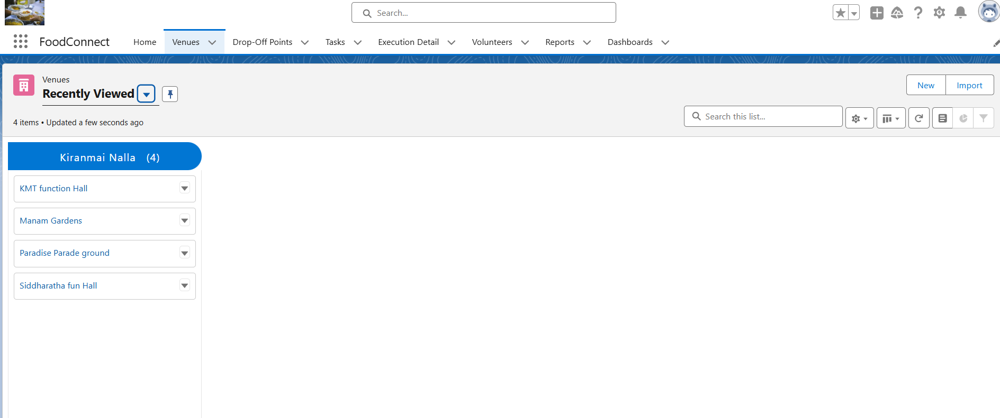 Search...
FoodConnect
Home
Venues
Drop-Off Points
Tasks
Execution Detail
Volunteers
Reports
Dashboards
Venues
Recently Viewed
New
Import
4 items • Updated a few seconds ago
Search this list...
Kiranmai Nalla (4)
KMT function Hall
Manam Gardens
Paradise Parade ground
Siddharatha fun Hall